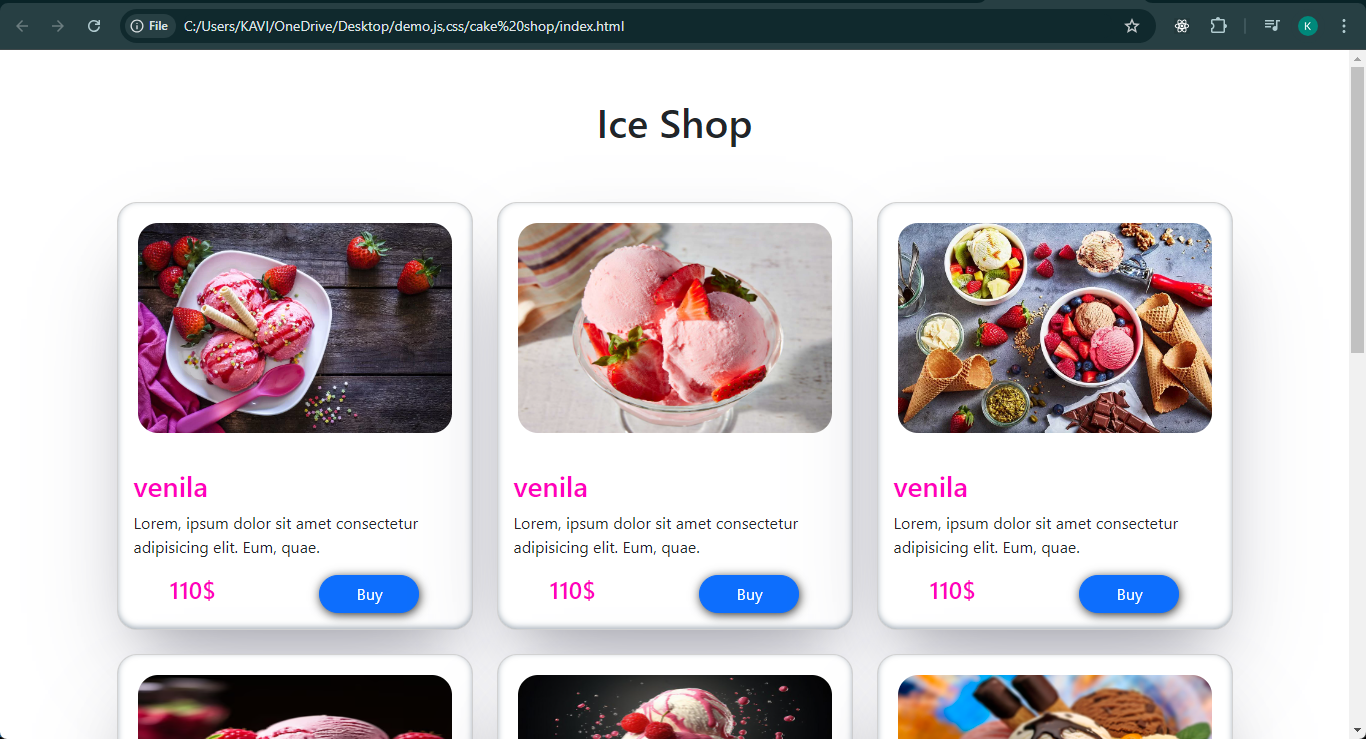 File
C:/Users/KAVI/OneDrive/Desktop/demo,js,css/cake%20shop/index.html
K
Ice Shop
venila
Lorem, ipsum dolor sit amet consectetur
adipisicing elit. Eum, quae.
110$
Buy
venila
Lorem, ipsum dolor sit amet consectetur
adipisicing elit. Eum, quae.
110$
Buy
venila
Lorem, ipsum dolor sit amet consectetur
adipisicing elit. Eum, quae.
110$
Buy